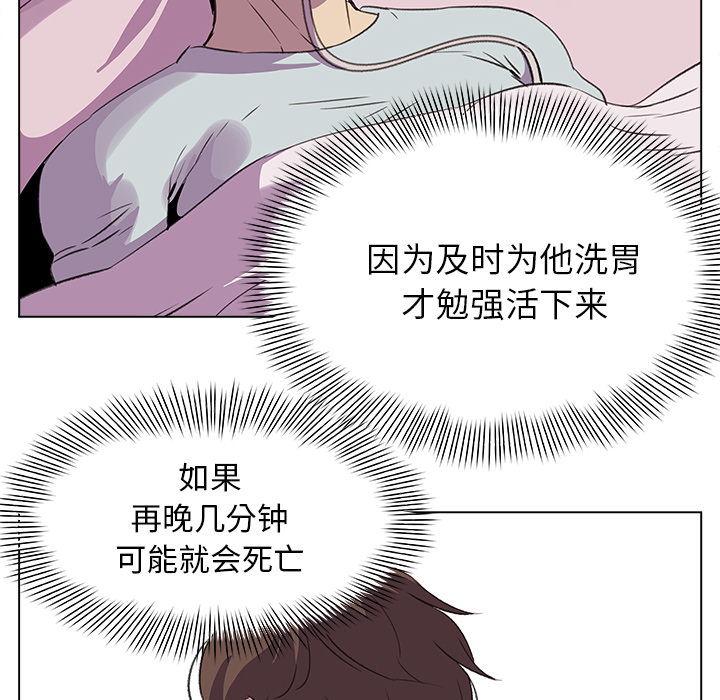 因为及时为他洗胃
才勉强活下来
如果
再晚几分钟
可能就会死亡